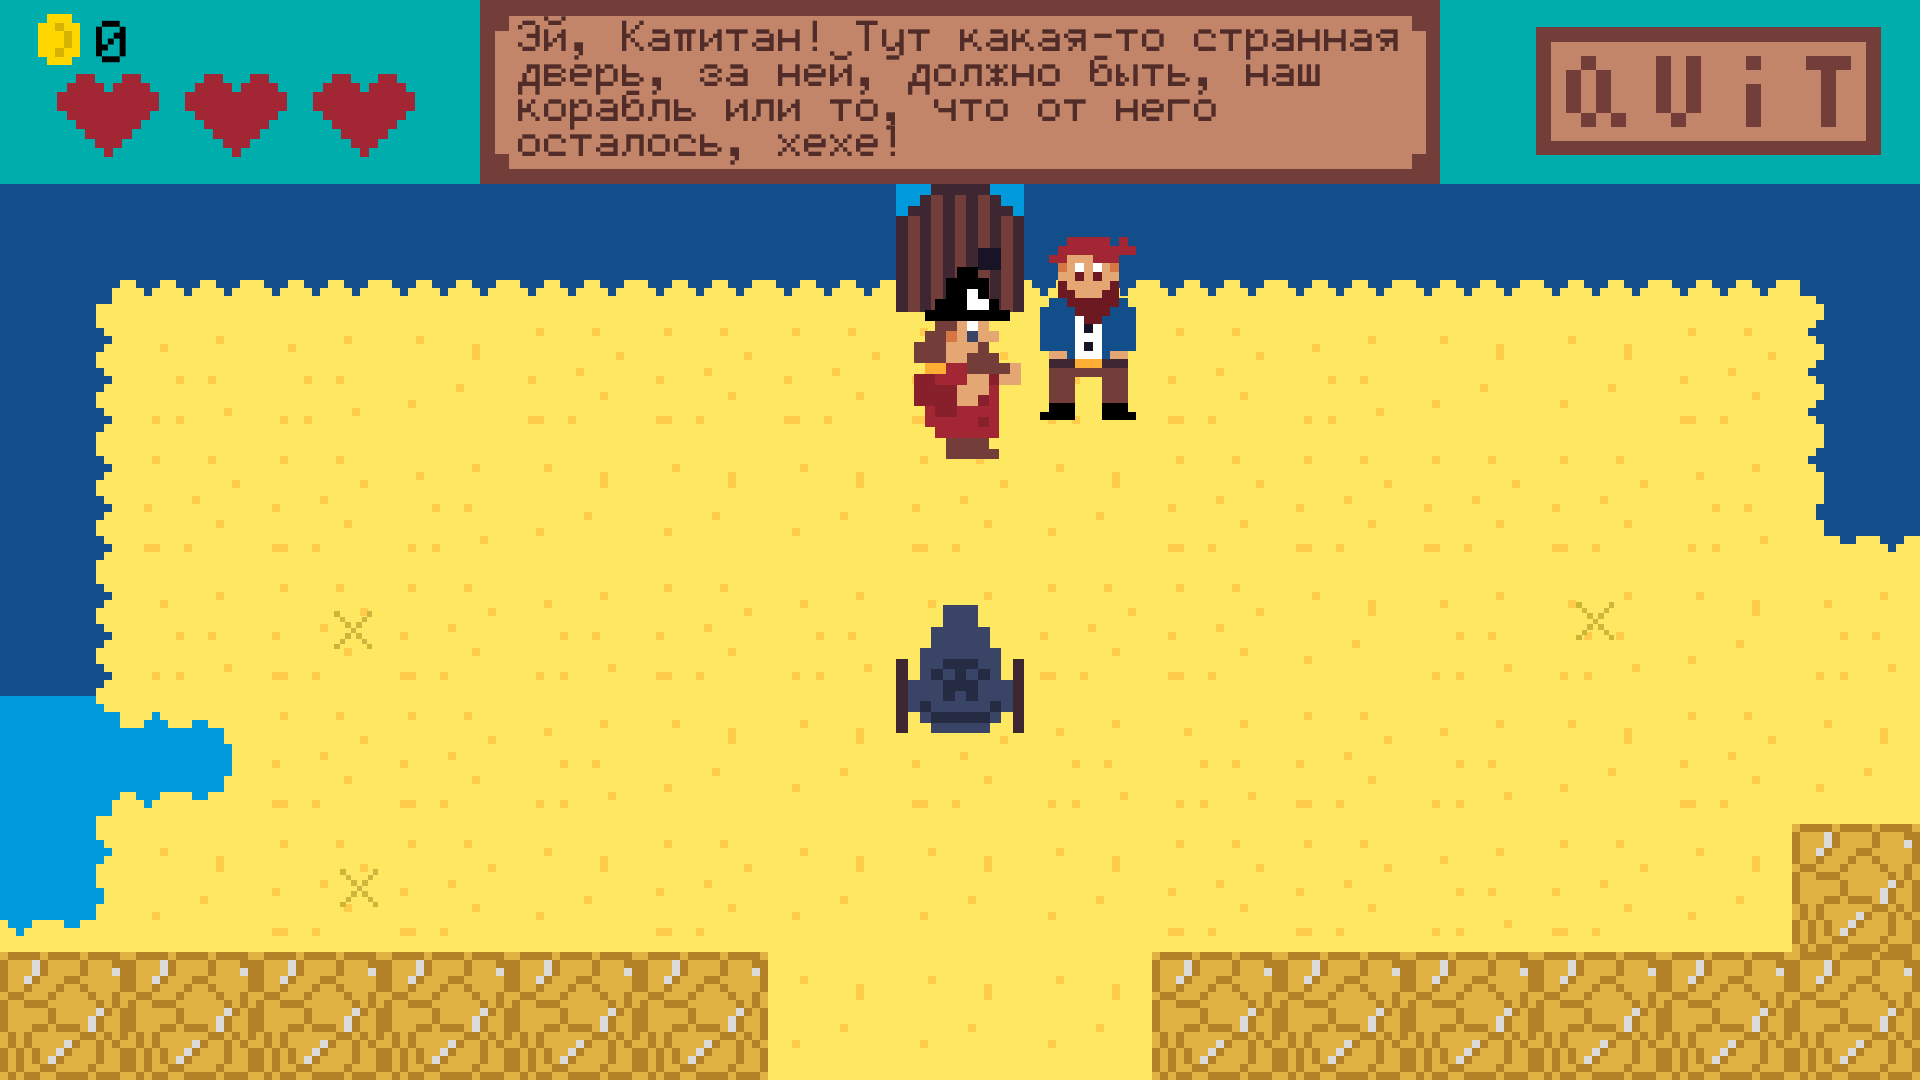 0
Эй, Капитан! Тут какая-то странная
дверь, за ней, должно быть, наш
корабль или то, что от него
осталось, хехе!
QUiT